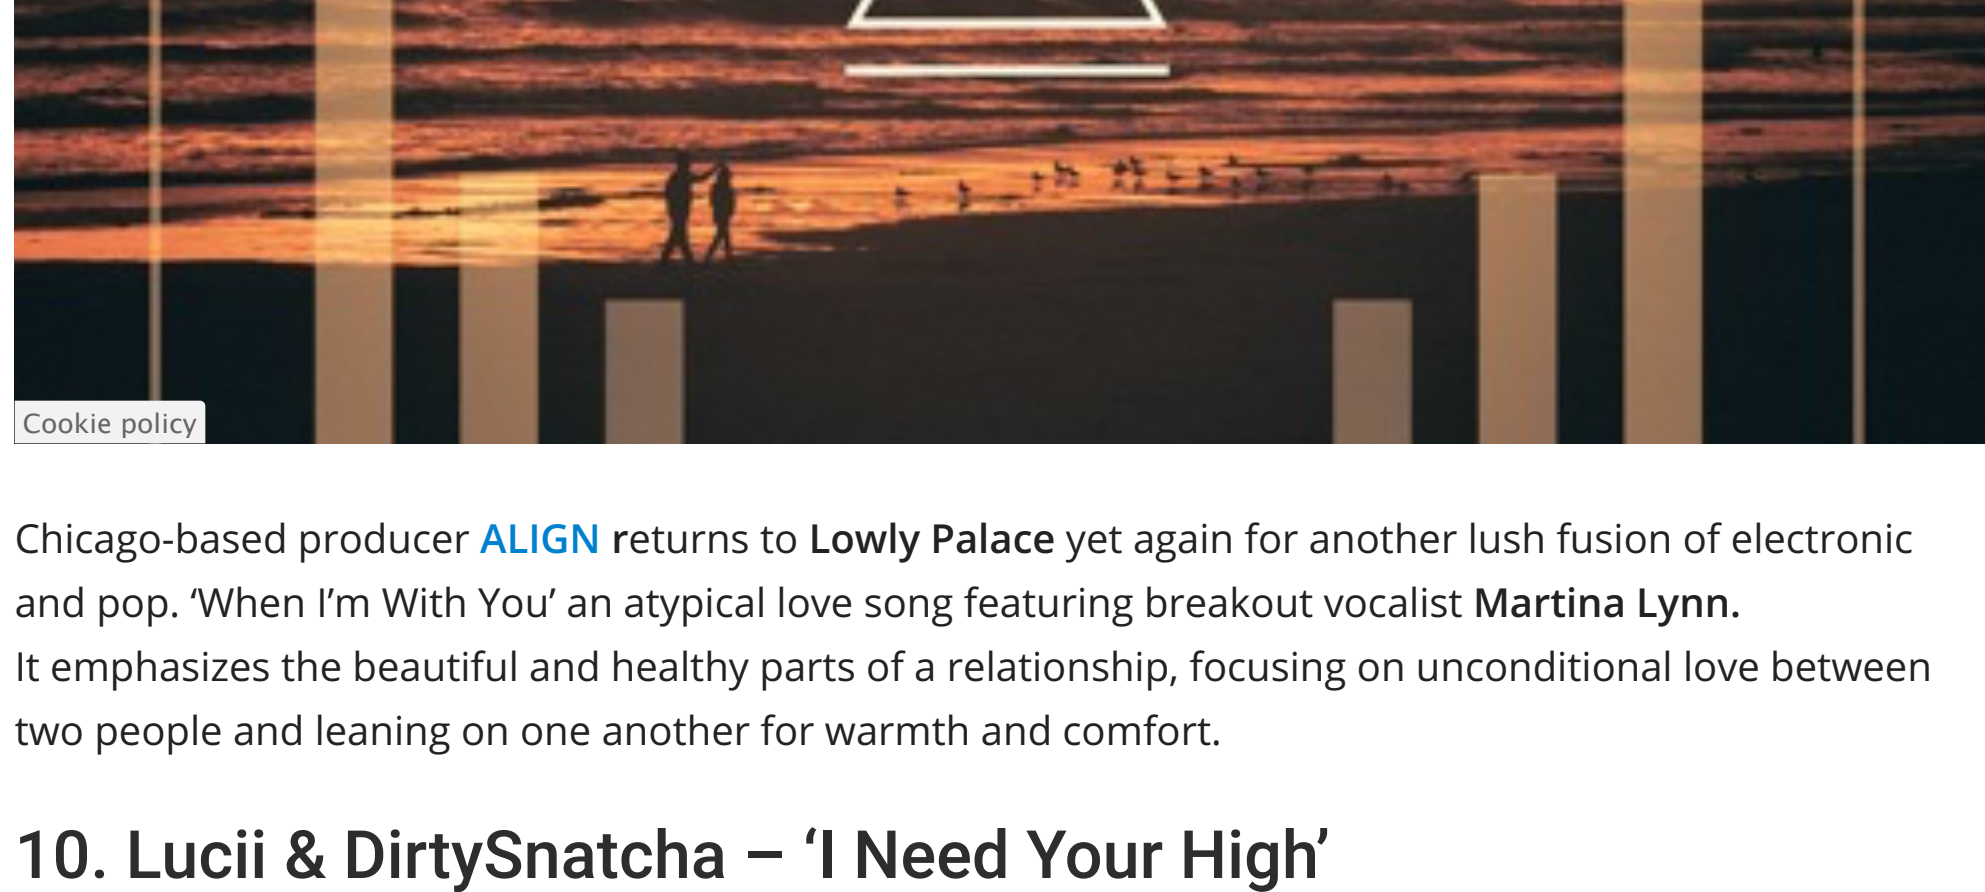 Cookie policy
Chicago-based producer ALIGN returns to Lowly Palace yet again for another lush fusion of electronic
and pop. ‘When I’m With You’ an atypical love song featuring breakout vocalist Martina Lynn.
It emphasizes the beautiful and healthy parts of a relationship, focusing on unconditional love between
two people and leaning on one another for warmth and comfort.
10. Lucii & DirtySnatcha – ‘I Need Your High’